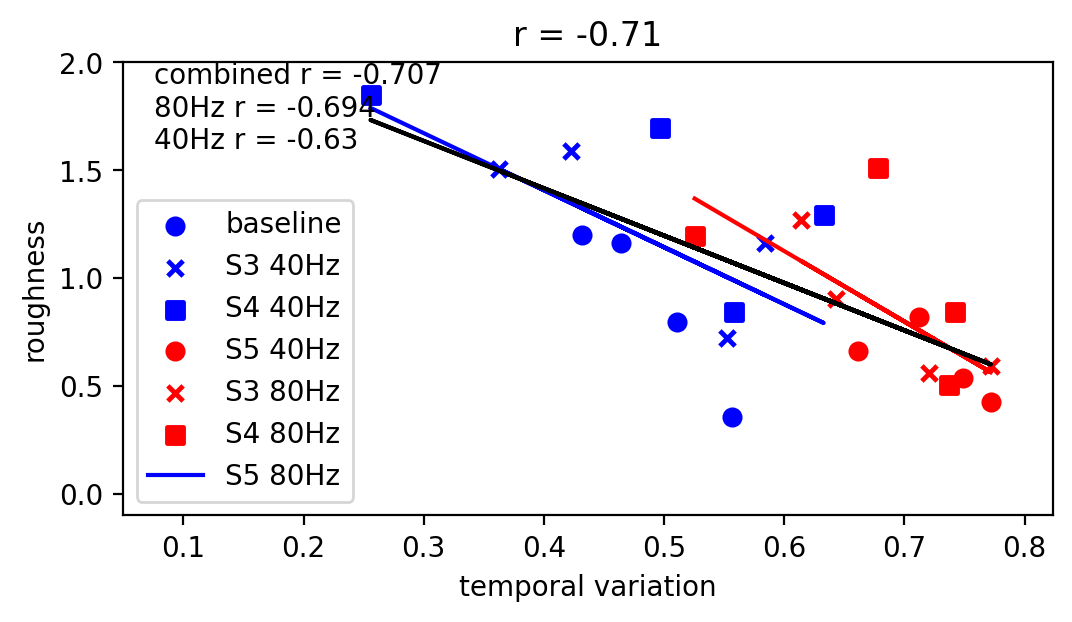 r = -0.71
combined r = -0.707
80Hz r = -0.694
40Hz r = -0.63
baseline
S3 40Hz
S4 40Hz
S5 40Hz
S3 80Hz
S4 80Hz
S5 80Hz
roughness
2.0
1.5
1.0
0.5
0.0
0.1 0.2 0.3 0.4 0.5 0.6 0.7 0.8
temporal variation